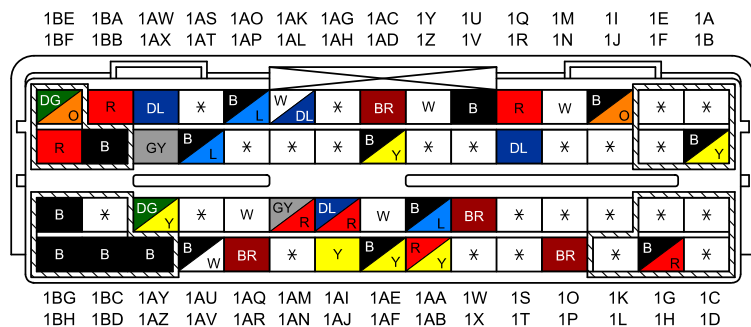 1BE 1BA 1AW 1AS 1AO 1AK 1AG 1AC 1Y 1U 1Q 1M 1I 1E 1A
1BF 1BB 1AX 1AT 1AP 1AL 1AH 1AD 1Z 1V 1R 1N 1J 1F 1B
DG O R DL * B L W DL * BR W B R W B O * *
R B GY B L * * * B Y * * DL * * * B Y
B * DG Y * W GY R DL R W B L BR * * * * *
B B B B W BR * Y B Y R Y * * BR * * B R *
1BG 1BC 1AY 1AU 1AQ 1AM 1AI 1AE 1AA 1W 1S 1O 1K 1G 1C
1BH 1BD 1AZ 1AV 1AR 1AN 1AJ 1AF 1AB 1X 1T 1P 1L 1H 1D